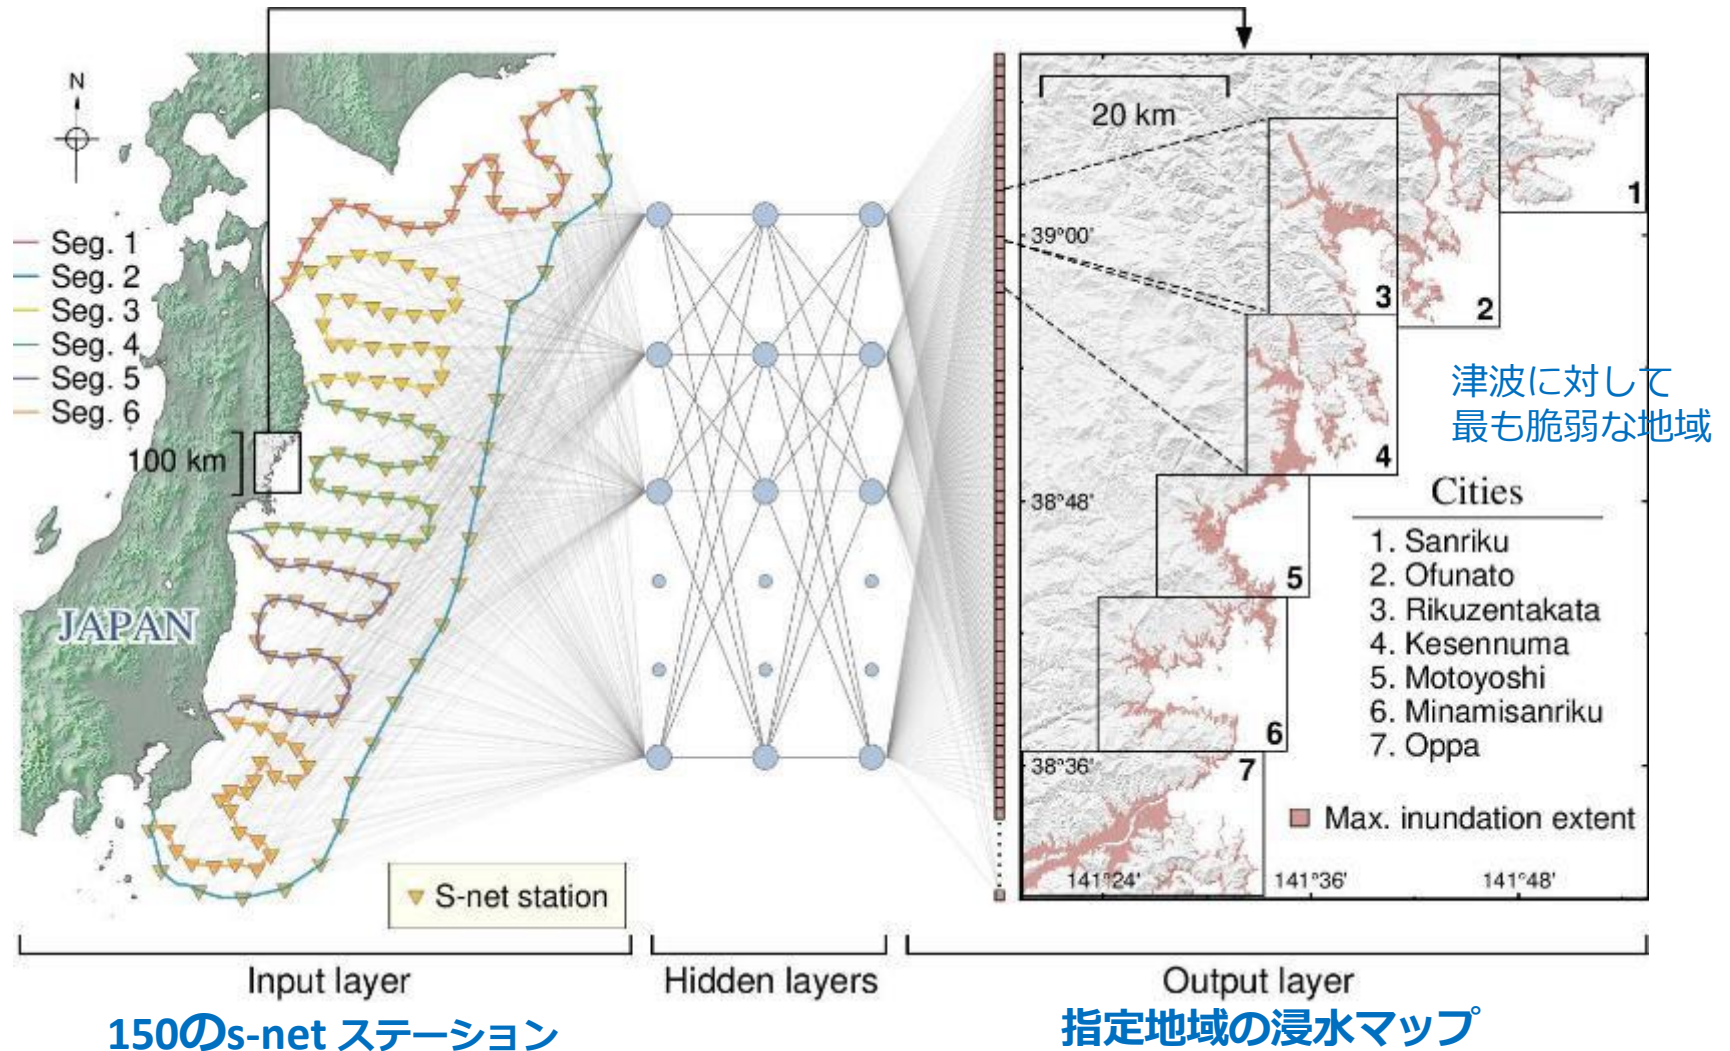 N
Seg. 1
Seg. 2
Seg. 3
Seg. 4
Seg. 5
Seg. 6
100 km
JAPAN
S-net station
Input layer
150のs-net ステーション
Hidden layers
20 km
39°00'
38°48'
38°36'
141°24'
141°36'
141°48'
1
2
3
4
5
6
7
津波に対して
最も脆弱な地域
Cities
1. Sanriku
2. Ofunato
3. Rikuzentakata
4. Kesennuma
5. Motoyoshi
6. Minamisanriku
7. Oppa
Max. inundation extent
Output layer
指定地域の浸水マップ